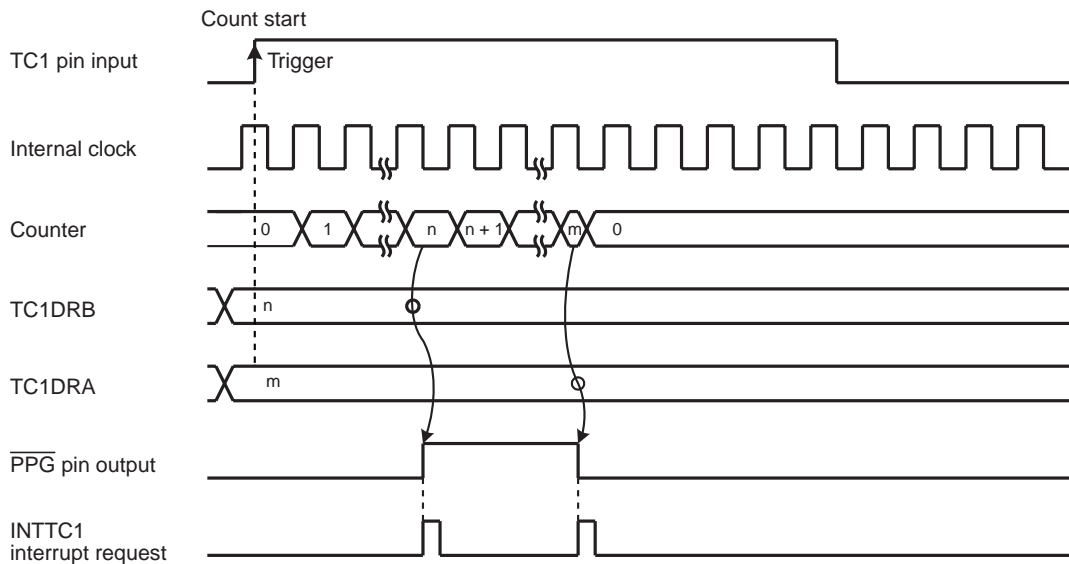 Count start
TC1 pin input
Trigger
Internal clock
Counter
0 1 n n + 1 m 0
TC1DRB
n
TC1DRA
m
PPG pin output
INTTC1
interrupt request